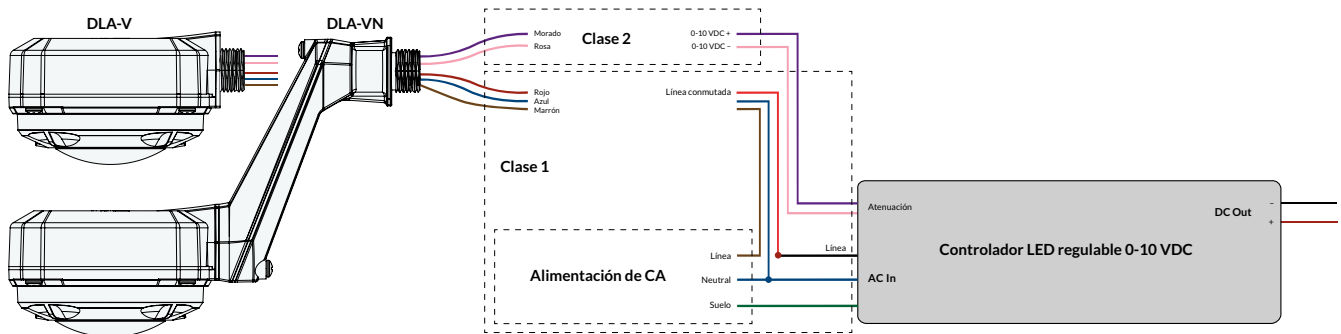 DLA-V
DLA-VN
Clase 2
Morado
Rosa
0-10 VDC +
0-10 VDC –
Clase 1
Rojo
Azul
Marrón
Línea conmutada
Alimentación de CA
Línea
Neutral
Suelo
Atenuación
Línea
AC In
Controlador LED regulable 0-10 VDC
DC Out
–
+